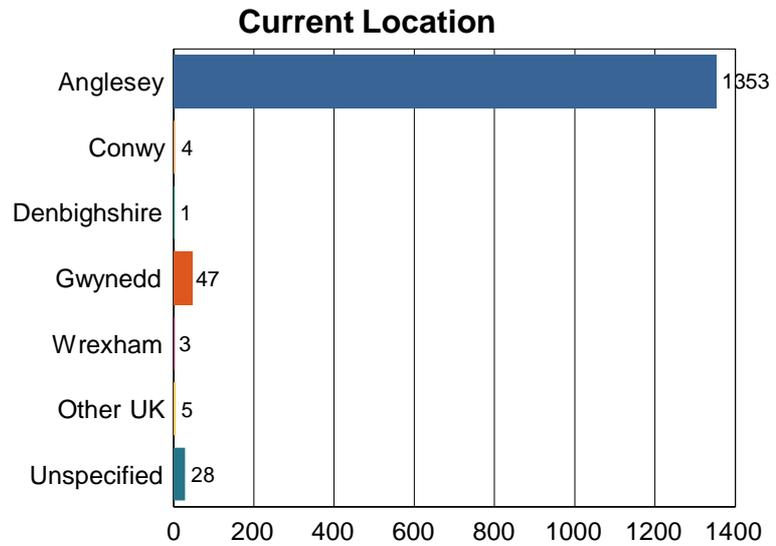 Current Location
Anglesey 1353
Conwy 4
Denbighshire 1
Gwynedd 47
Wrexham 3
Other UK 5
Unspecified 28
0 200 400 600 800 1000 1200 1400